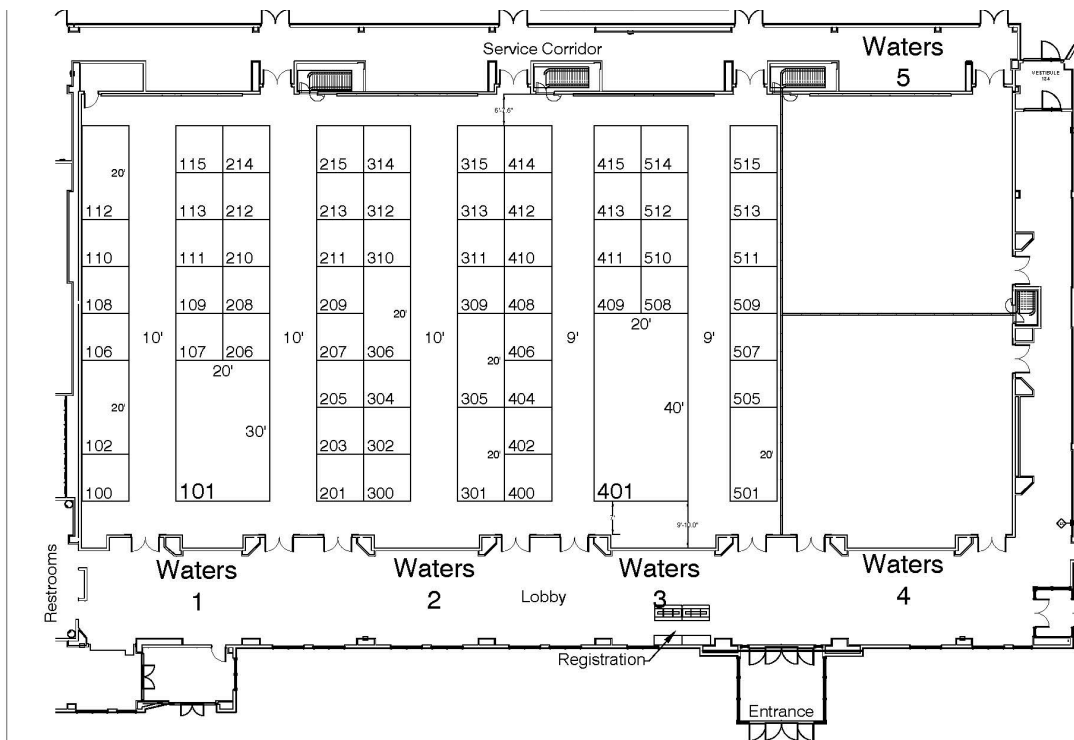 Service Corridor
Waters
5
VESTIBULE
20'
115 214 215 314 315 414 415 514 515
112 113 212 213 312 313 412 413 512 513
110 111 210 211 310 311 410 411 510 511
108 109 208 209 20' 309 408 409 508 509
106 10' 107 206 10' 207 306 10' 20' 406 9' 20' 9' 507
20' 20' 205 304 305 404 40' 505
102 30' 203 302 20' 402 20'
100 101 201 300 301 400 401 501
9'-10.0"
Waters
1
Waters
2
Waters
3
Waters
4
Restrooms
Lobby
Registration
Entrance